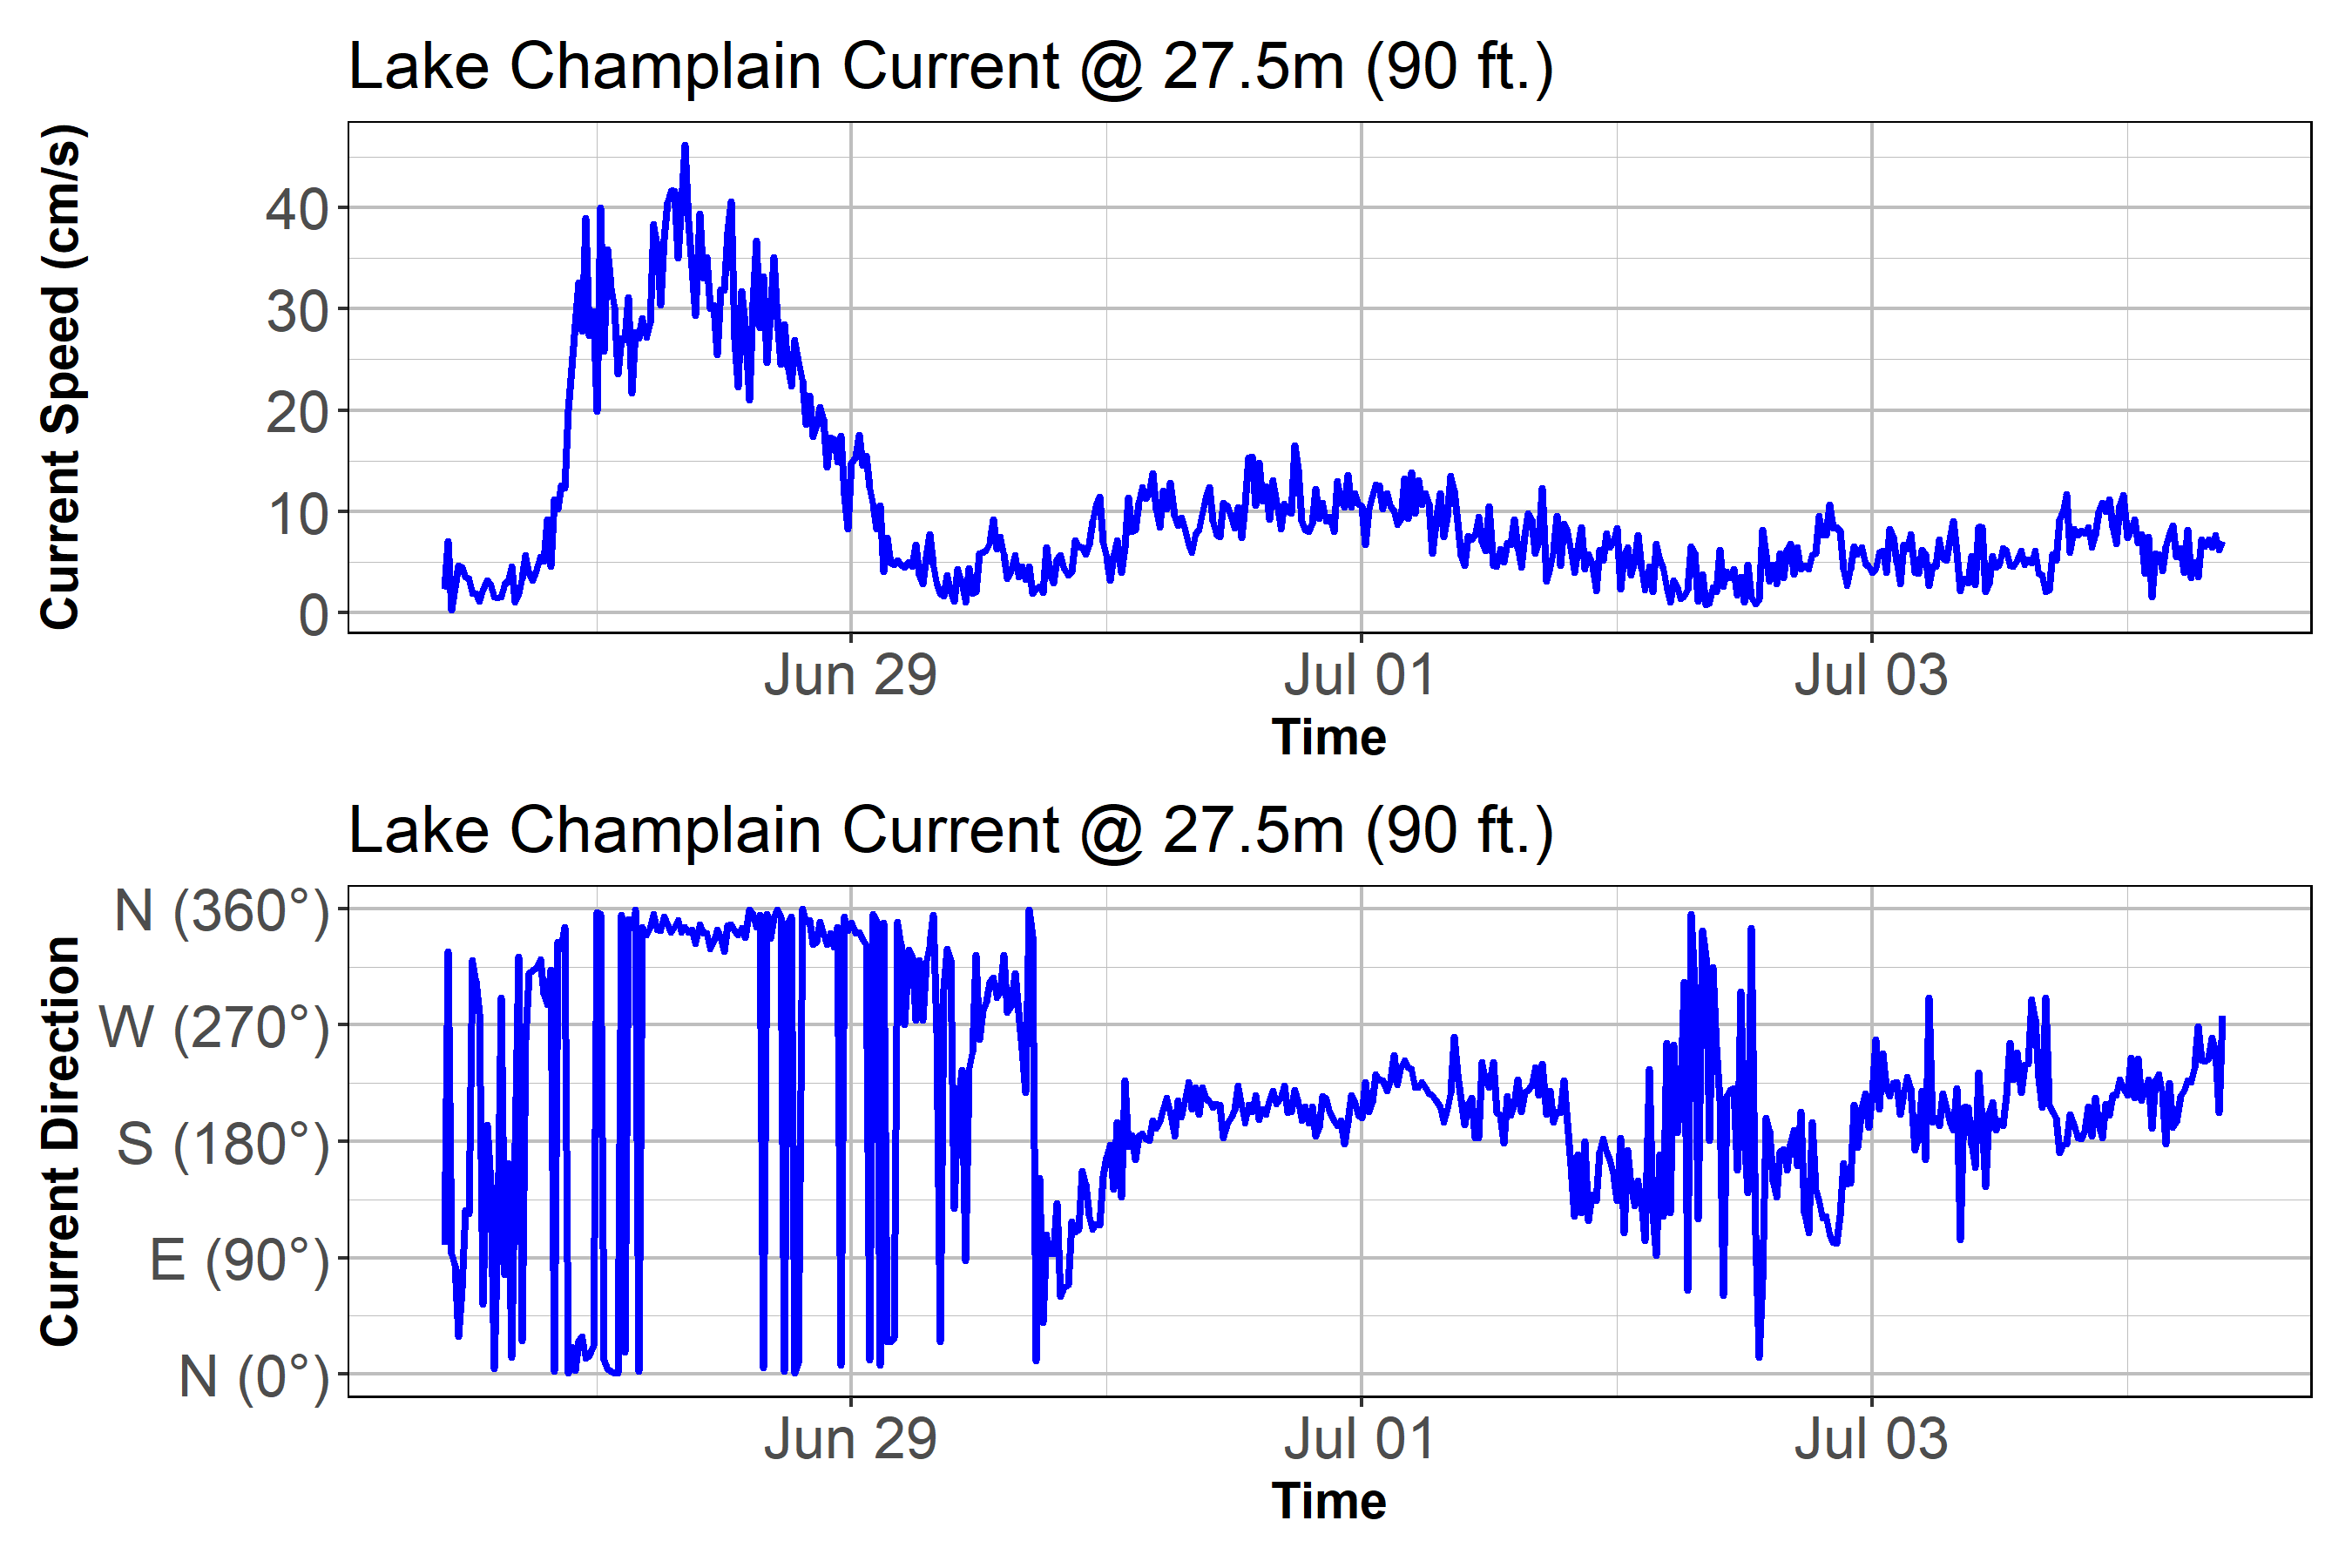 Lake Champlain Current @ 27.5m (90 ft.)
Current Speed (cm/s)
40
30
20
10
0
Jun 29
Jul 01
Jul 03
Time
Lake Champlain Current @ 27.5m (90 ft.)
Current Direction
N (360°)
W (270°)
S (180°)
E (90°)
N (0°)
Jun 29
Jul 01
Jul 03
Time